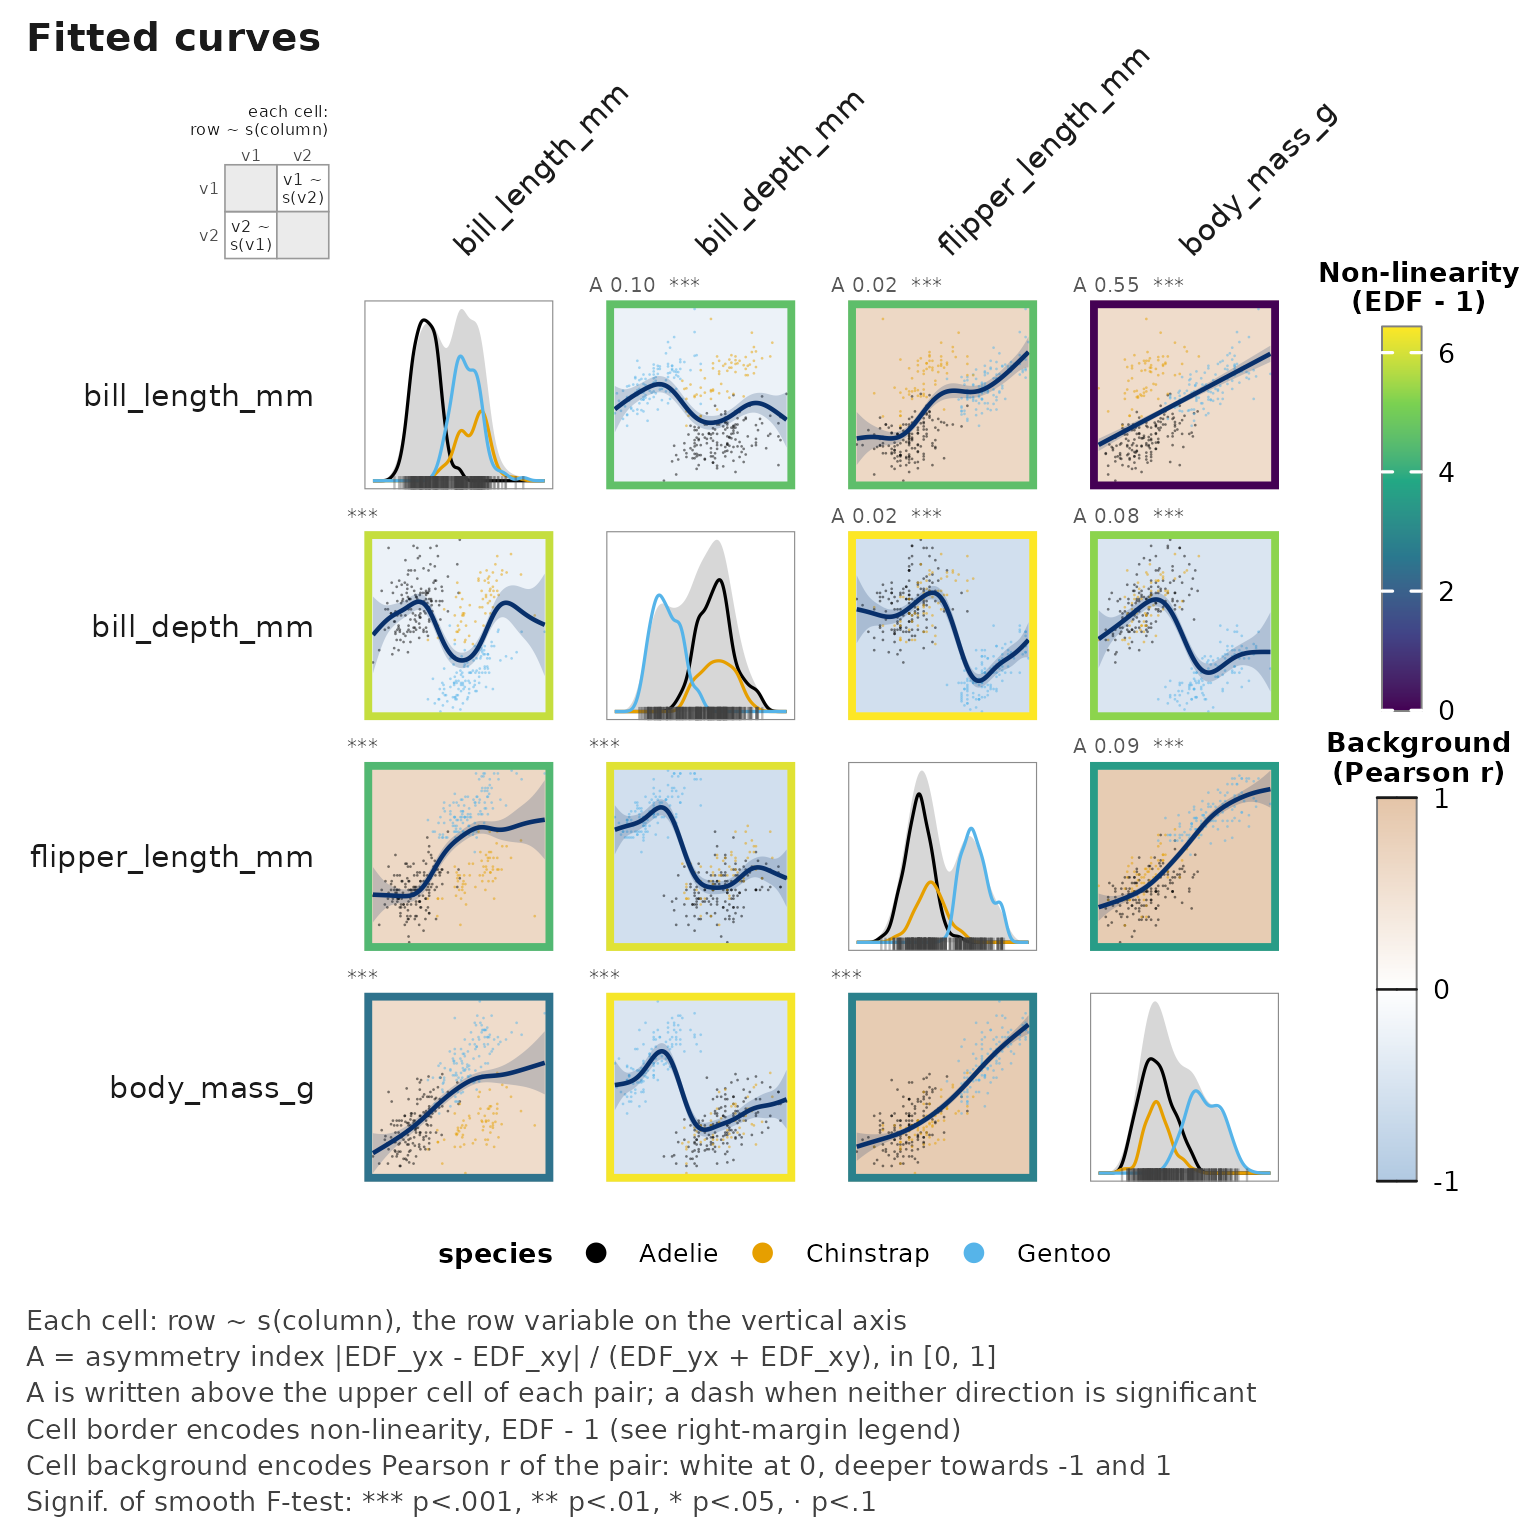 Fitted curves
each cell:
row ~ s(column)
v1 v2
v1
v1 ~
s(v2)
v2
v2 ~
s(v1)
bill_length_mm
bill_depth_mm
flipper_length_mm
body_mass_g
A 0.10 ***
A 0.02 ***
A 0.55 ***
bill_length_mm
***
A 0.02 ***
A 0.08 ***
bill_depth_mm
***
***
A 0.09 ***
flipper_length_mm
***
***
***
body_mass_g
Non-linearity
(EDF - 1)
6
4
2
0
Background
(Pearson r)
1
0
-1
species Adelie Chinstrap Gentoo
Each cell: row ~ s(column), the row variable on the vertical axis
A = asymmetry index |EDF_yx - EDF_xy| / (EDF_yx + EDF_xy), in [0, 1]
A is written above the upper cell of each pair; a dash when neither direction is significant
Cell border encodes non-linearity, EDF - 1 (see right-margin legend)
Cell background encodes Pearson r of the pair: white at 0, deeper towards -1 and 1
Signif. of smooth F-test: *** p<.001, ** p<.01, * p<.05, · p<.1